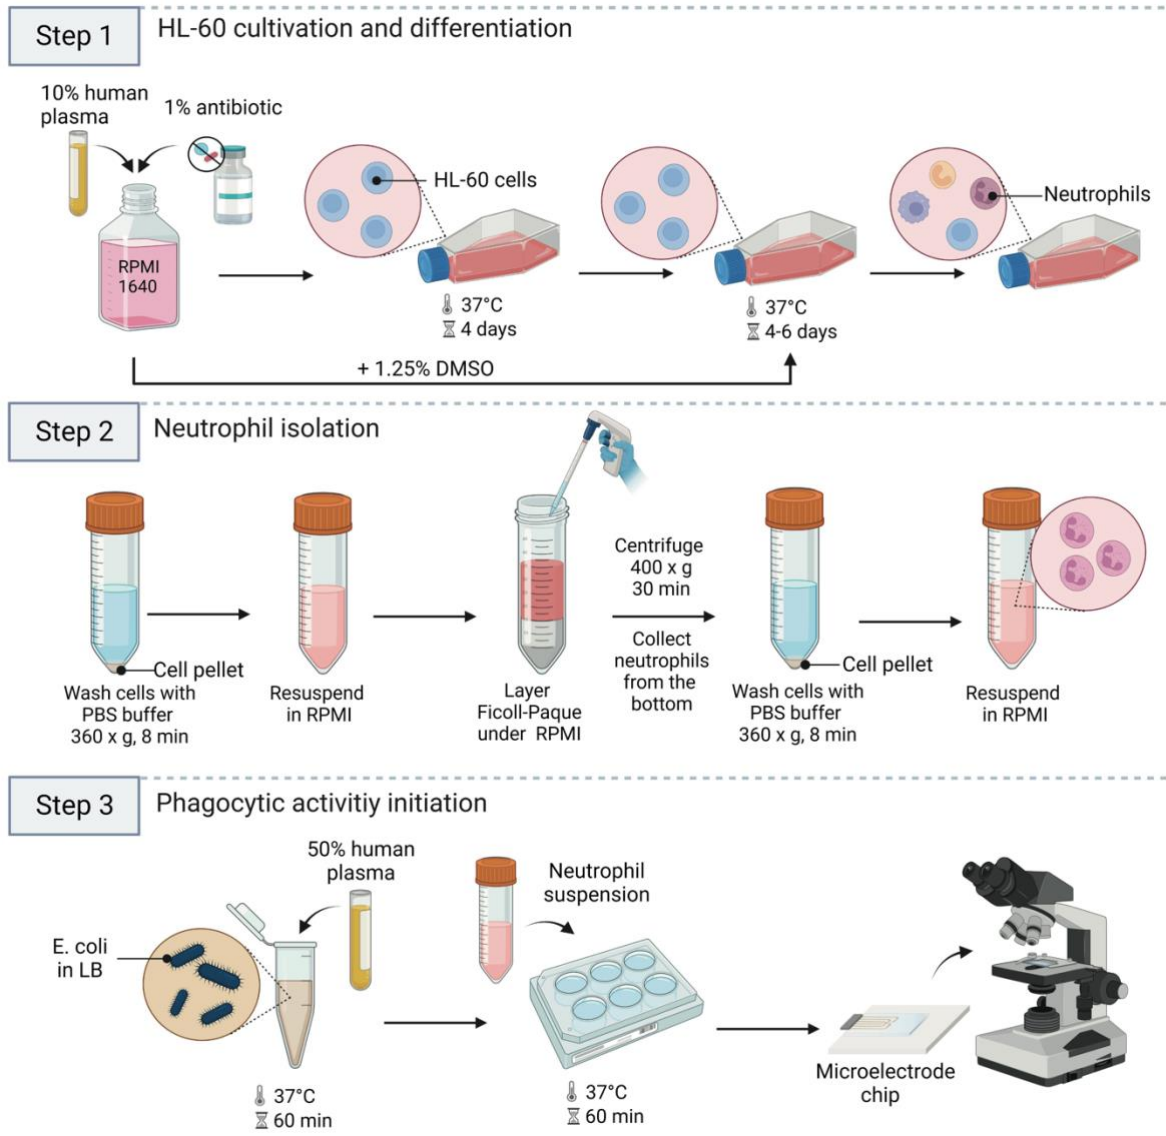 Step 1
HL-60 cultivation and differentiation
10% human
plasma
1% antibiotic
RPMI
1640
HL-60 cells
37°C
4 days
37°C
4-6 days
Neutrophils
+ 1.25% DMSO
Step 2
Neutrophil isolation
Cell pellet
Wash cells with
PBS buffer
360 x g, 8 min
Resuspend
in RPMI
Layer
Ficoll-Paque
under RPMI
Centrifuge
400 x g
30 min
Collect
neutrophils
from the
bottom
Cell pellet
Wash cells with
PBS buffer
360 x g, 8 min
Resuspend
in RPMI
Step 3
Phagocytic activitiy initiation
E. coli
in LB
50% human
plasma
37°C
60 min
Neutrophil
suspension
37°C
60 min
Microelectrode
chip